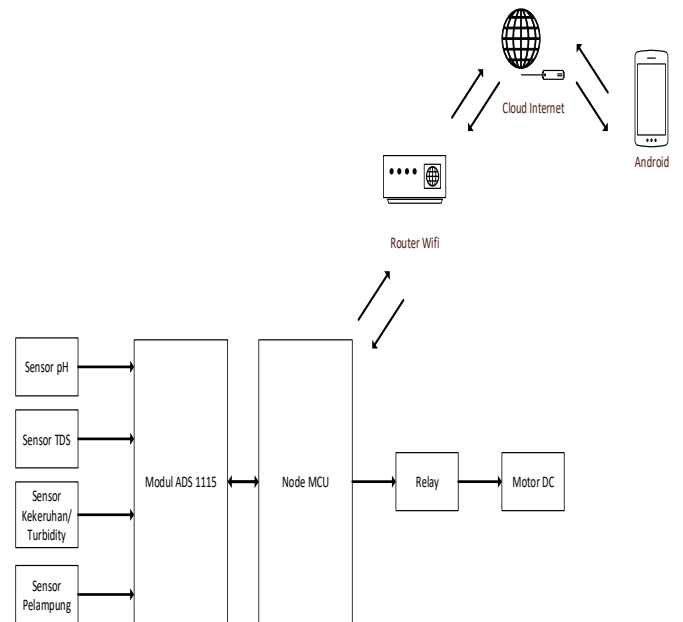 Cloud Internet
Android
Router Wifi
Sensor pH
Sensor TDS
Sensor
Kekeruhan/
Turbidity
Sensor
Pelampung
Modul ADS 1115
Node MCU
Relay
Motor DC